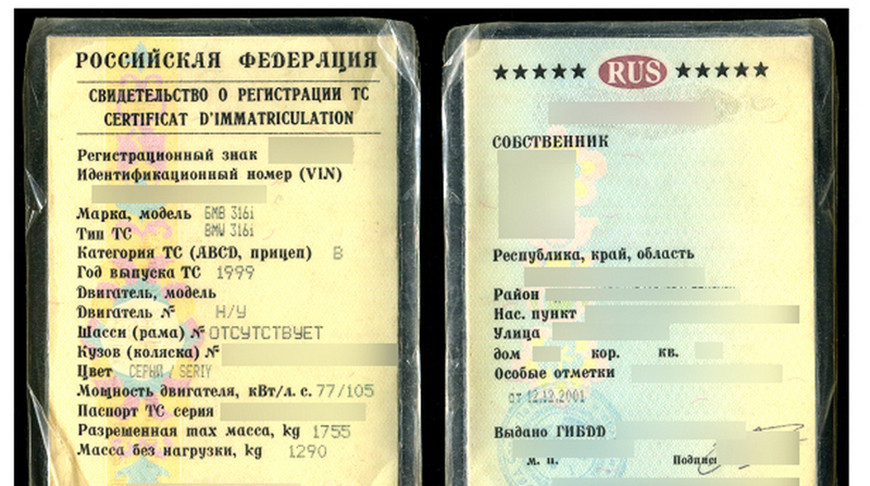 РОССИЙСКАЯ ФЕДЕРАЦИЯ
СВИДЕТЕЛЬСТВО О РЕГИСТРАЦИИ ТС
CERTIFICAT D'IMMATRICULATION
Регистрационный знак
Идентификационный номер (VIN)
Марка, модель БМВ 316i
Тип ТС BMW 316i
Категория ТС (ABCD, прицеп) B
Год выпуска ТС 1999
Двигатель, модель
Двигатель № Н/У
Шасси (рама) № ОТСУТСТВУЕТ
Кузов (коляска) №
Цвет СЕРЫЙ / SERIY
Мощность двигателя, кВт/л. с. 77/105
Паспорт ТС серия
Разрешенная max масса, kg 1755
Масса без нагрузки, kg 1290
★★★★★ RUS ★★★★★
СОБСТВЕННИК
Республика, край, область
Район
Нас. пункт
Улица
дом кор. кв.
Особые отметки
от 12.12.2001
Выдано ГИБDD
м. п. Подпись